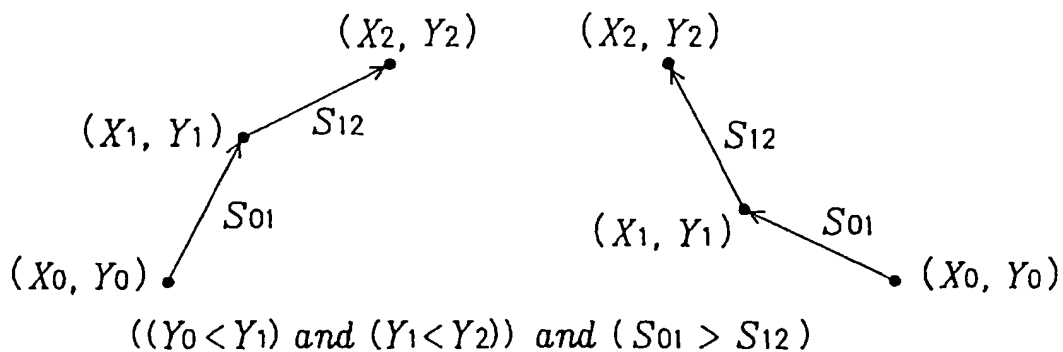 (X2, Y2) (X2, Y2)
(X1, Y1) S12 S12
S01 (X1, Y1) S01
(X0, Y0) (X0, Y0)
((Y0<Y1) and (Y1<Y2)) and (S01 > S12)